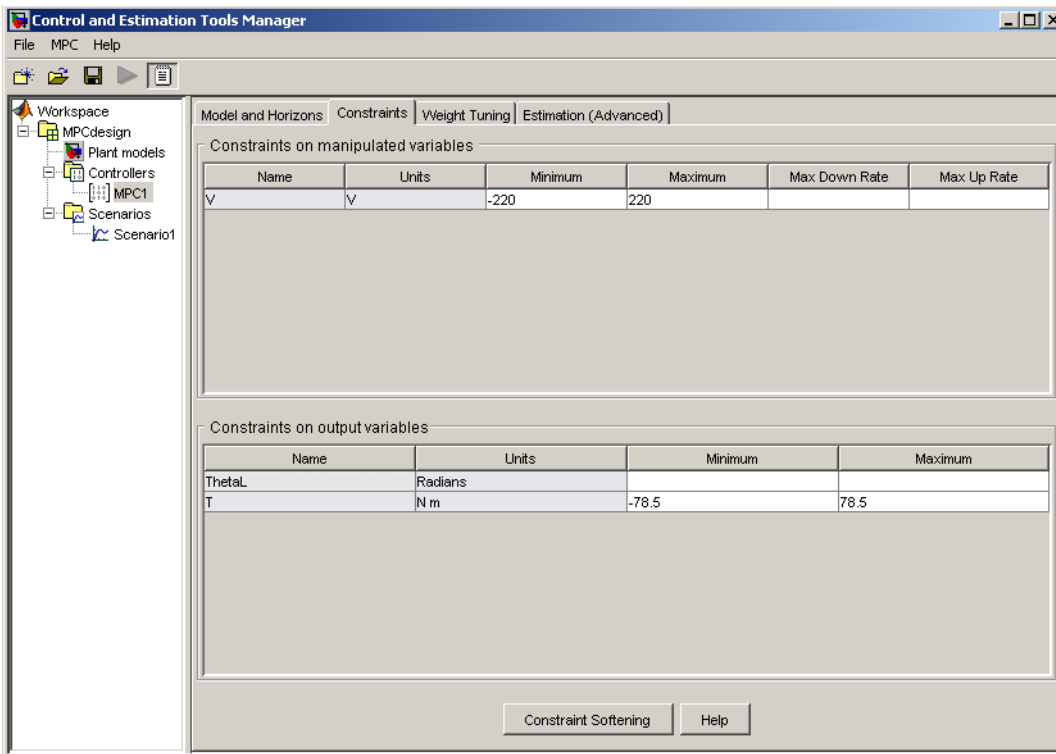 Control and Estimation Tools Manager
File MPC Help
Workspace
MPCdesign
Plant models
Controllers
MPC1
Scenarios
Scenario1
Model and Horizons Constraints Weight Tuning Estimation (Advanced)
Constraints on manipulated variables
Name Units Minimum Maximum Max Down Rate Max Up Rate
V V -220 220
Constraints on output variables
Name Units Minimum Maximum
ThetaL Radians
T N m -78.5 78.5
Constraint Softening Help